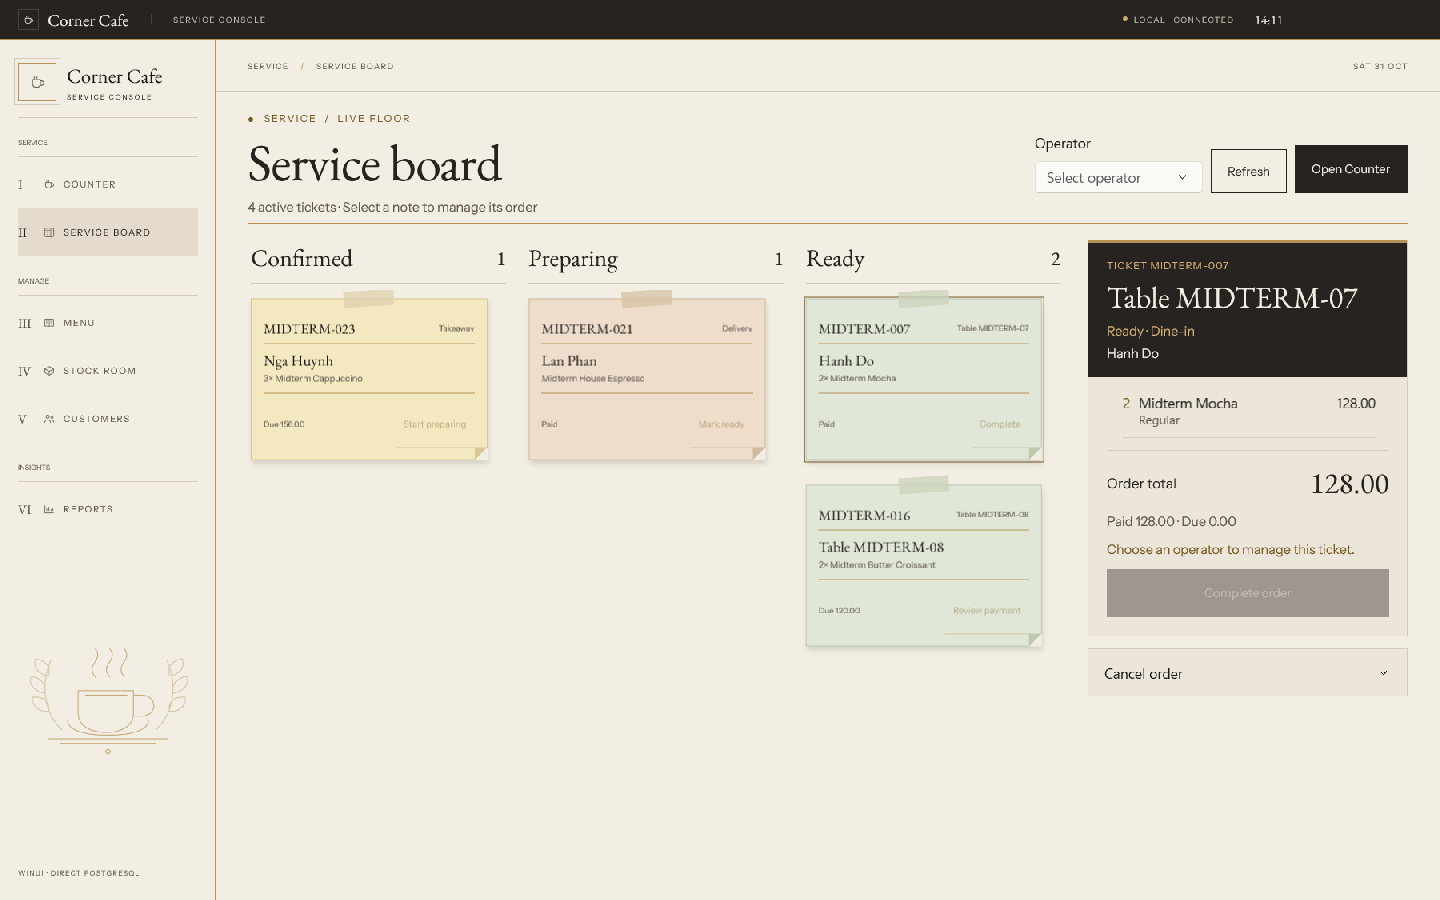 Corner Cafe
SERVICE CONSOLE
LOCAL CONNECTED
14:11
Corner Cafe
SERVICE CONSOLE
SERVICE
I COUNTER
II SERVICE BOARD
MANAGE
III MENU
IV STOCK ROOM
V CUSTOMERS
INSIGHTS
VI REPORTS
WINUI · DIRECT POSTGRESQL
SERVICE / SERVICE BOARD
SAT 31 OCT
SERVICE / LIVE FLOOR
Service board
4 active tickets · Select a note to manage its order
Operator
Select operator
Refresh
Open Counter
Confirmed 1
MIDTERM-023 Takeaway
Nga Huynh
3× Midterm Cappuccino
Due 156.00 Start preparing
Preparing 1
MIDTERM-021 Delivery
Lan Phan
Midterm House Espresso
Paid Mark ready
Ready 2
MIDTERM-007 Table MIDTERM-07
Hanh Do
2× Midterm Mocha
Paid Complete
MIDTERM-016 Table MIDTERM-08
Table MIDTERM-08
2× Midterm Butter Croissant
Due 120.00 Review payment
TICKET MIDTERM-007
Table MIDTERM-07
Ready · Dine-in
Hanh Do
2 Midterm Mocha 128.00
Regular
Order total 128.00
Paid 128.00 · Due 0.00
Choose an operator to manage this ticket.
Complete order
Cancel order